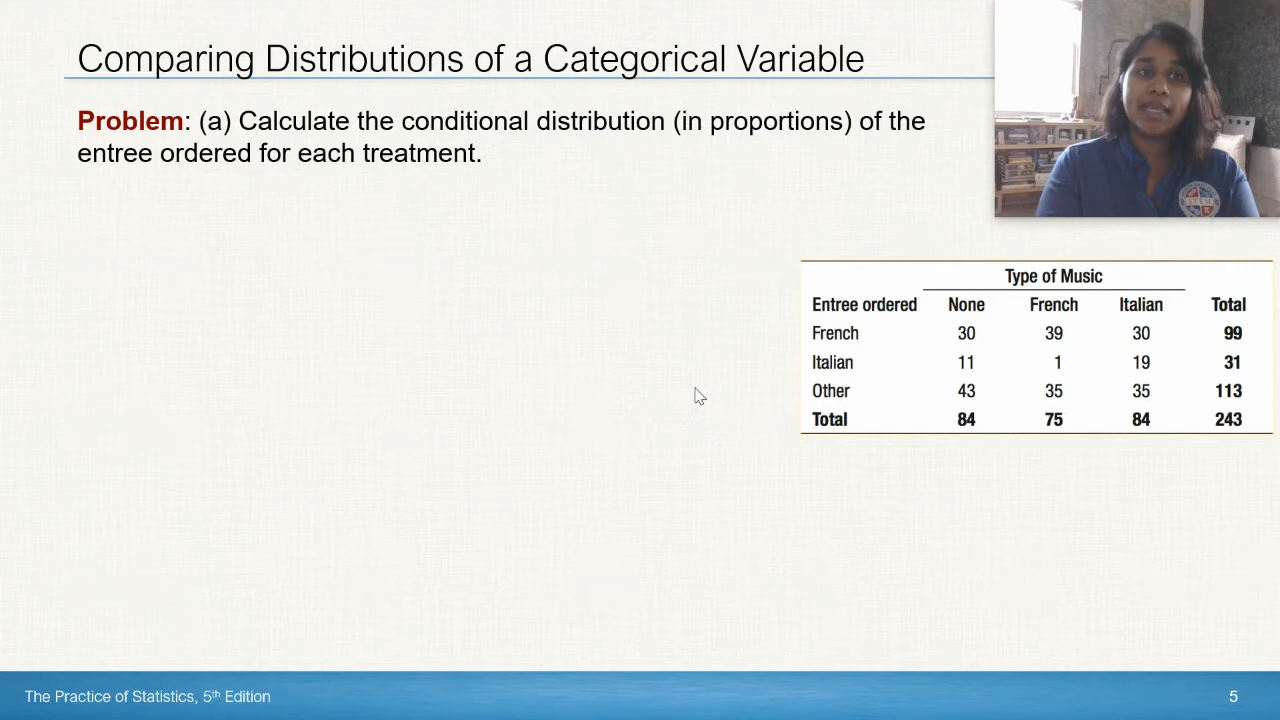 Comparing Distributions of a Categorical Variable
Problem: (a) Calculate the conditional distribution (in proportions) of the
entree ordered for each treatment.
STEM
Type of Music
Entree ordered None French Italian Total
French 30 39 30 99
Italian 11 1 19 31
Other 43 35 35 113
Total 84 75 84 243
The Practice of Statistics, 5th Edition
5